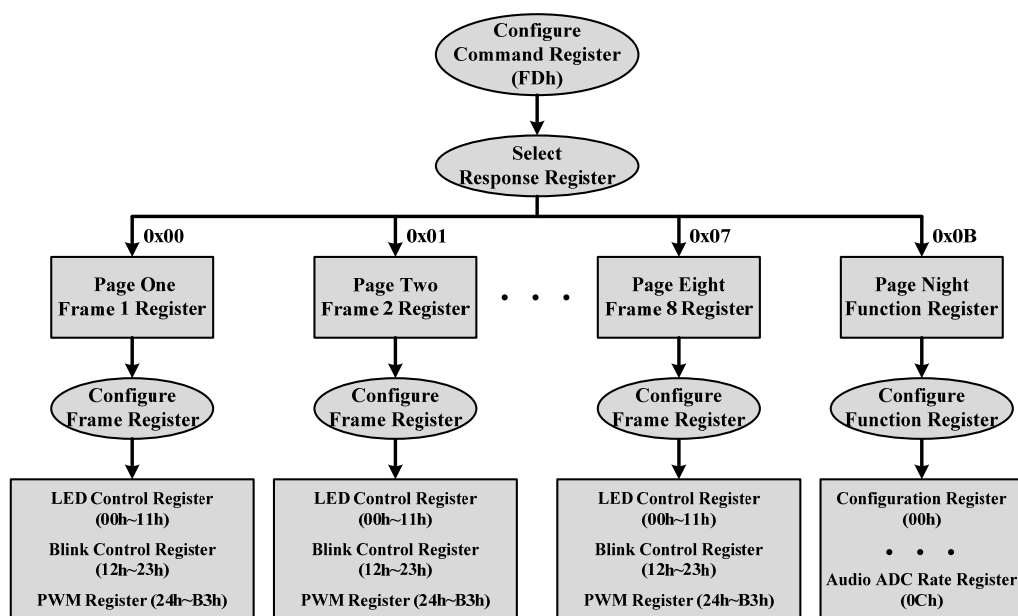 Configure
Command Register
(FDh)
Select
Response Register
0x00
0x01
0x07
0x0B
Page One
Frame 1 Register
Page Two
Frame 2 Register
Page Eight
Frame 8 Register
Page Night
Function Register
Configure
Frame Register
Configure
Frame Register
Configure
Frame Register
Configure
Function Register
LED Control Register
(00h~11h)
Blink Control Register
(12h~23h)
PWM Register (24h~B3h)
LED Control Register
(00h~11h)
Blink Control Register
(12h~23h)
PWM Register (24h~B3h)
LED Control Register
(00h~11h)
Blink Control Register
(12h~23h)
PWM Register (24h~B3h)
Configuration Register
(00h)
Audio ADC Rate Register
(0Ch)